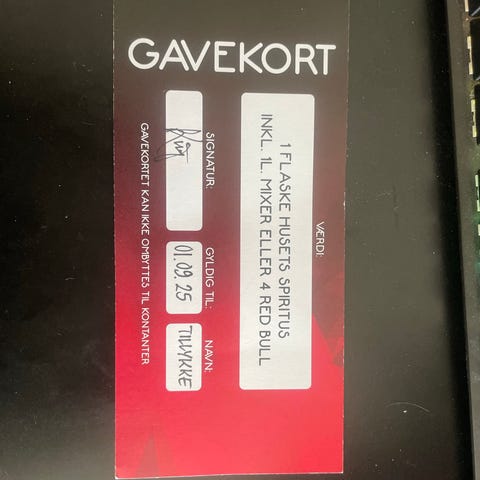 GAVEKORT
VÆRDI:
1 FLASKE HUSETS SPIRITUS
INKL. 1L. MIXER ELLER 4 RED BULL
SIGNATUR:
GYLDIG TIL:
01.09.25
NAVN:
TILLYKKE
GAVEKORTET KAN IKKE OMBYTTES TIL KONTANTER